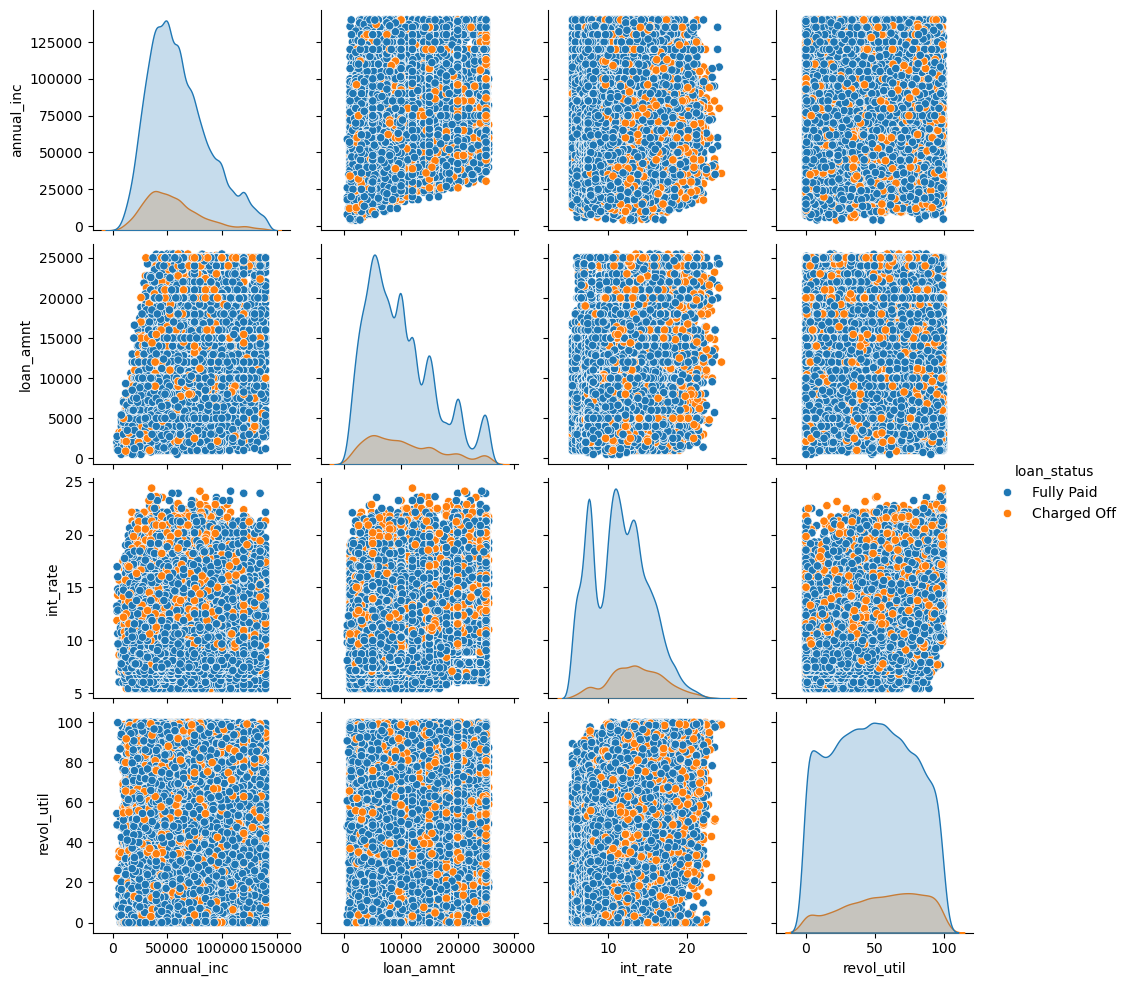 125000
100000
75000
50000
25000
0
annual_inc
25000
20000
15000
10000
5000
0
loan_amnt
loan_status
Fully Paid
Charged Off
25
20
15
10
5
int_rate
100
80
60
40
20
0
revol_util
0 50000 100000 150000
annual_inc
0 10000 20000 30000
loan_amnt
10 20
int_rate
0 50 100
revol_util